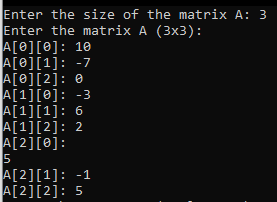 Enter the size of the matrix A: 3
Enter the matrix A (3x3):
A[0][0]: 10
A[0][1]: -7
A[0][2]: 0
A[1][0]: -3
A[1][1]: 6
A[1][2]: 2
A[2][0]:
5
A[2][1]: -1
A[2][2]: 5